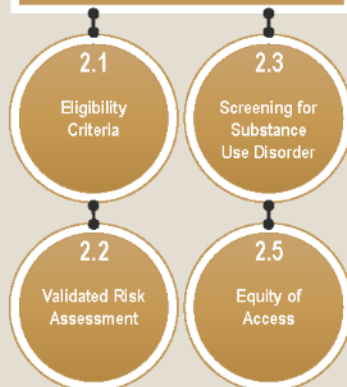 2.1
Eligibility
Criteria
2.3
Screening for
Substance
Use Disorder
2.2
Validated Risk
Assessment
2.5
Equity of
Access